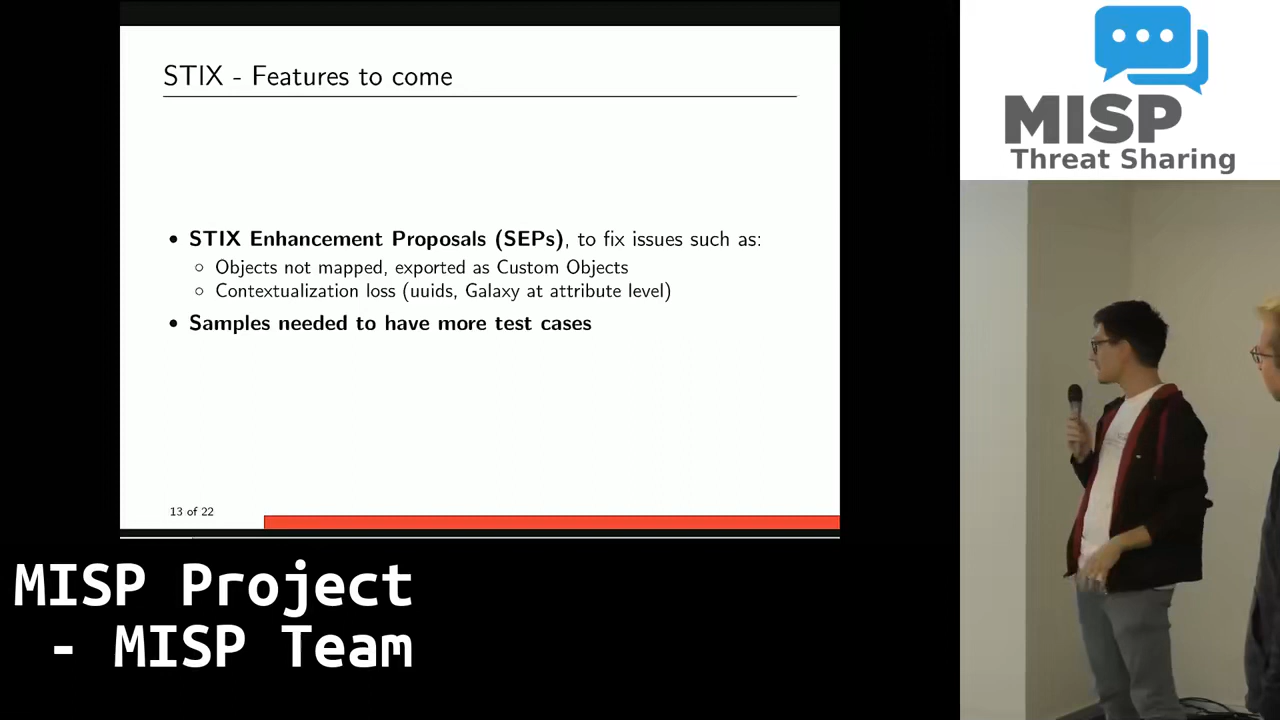 STIX - Features to come
• STIX Enhancement Proposals (SEPs), to fix issues such as:
○ Objects not mapped, exported as Custom Objects
○ Contextualization loss (uuids, Galaxy at attribute level)
• Samples needed to have more test cases
13 of 22
MISP
Threat Sharing
MISP Project
- MISP Team